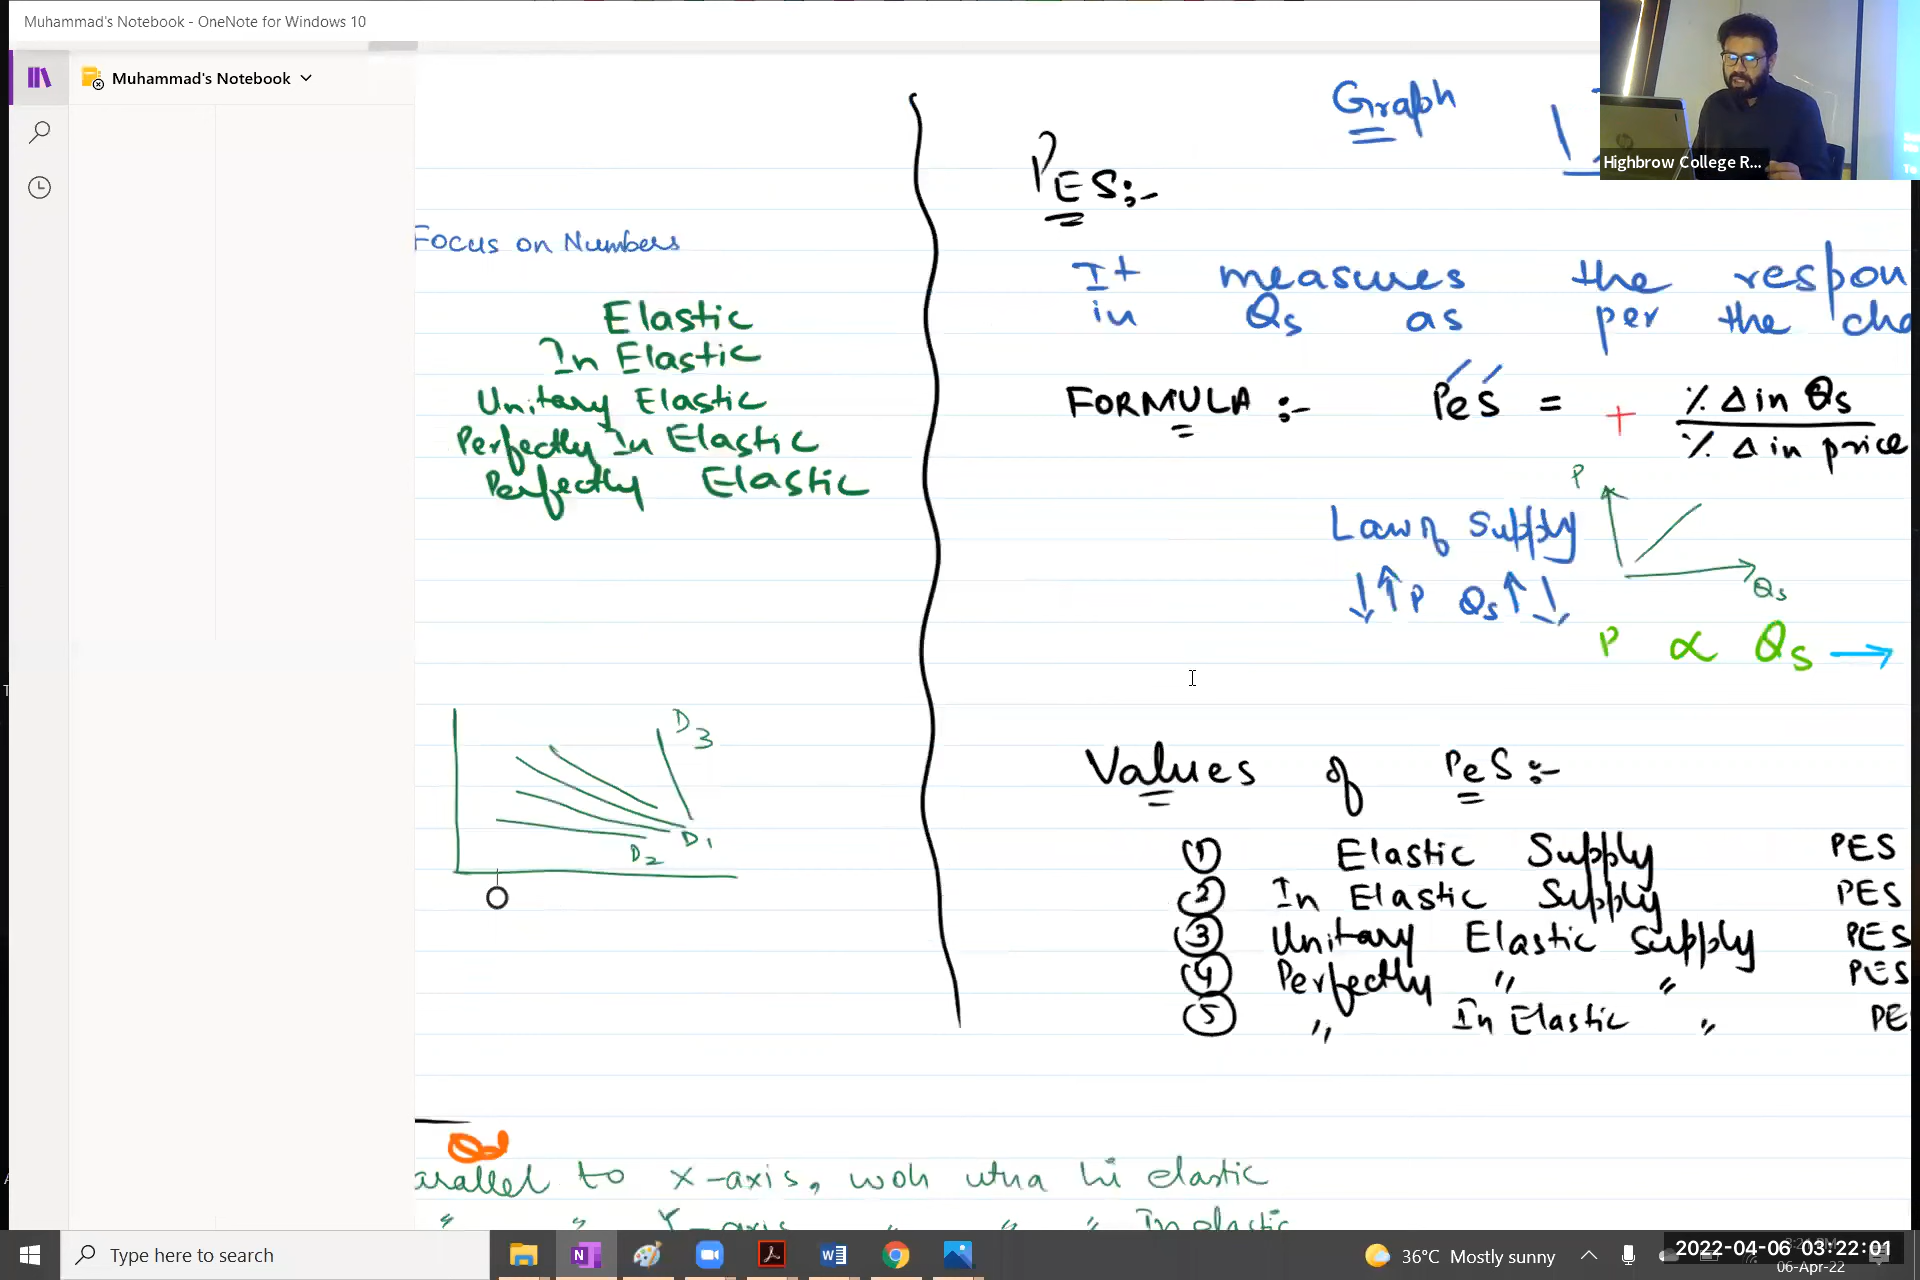 Muhammad's Notebook - OneNote for Windows 10
Muhammad's Notebook
Highbrow College R...
Focus on Numbers
Elastic
In Elastic
Unitary Elastic
Perfectly In Elastic
Perfectly Elastic
D3
D1
D2
Graph
PES:-
It measures the respon
in Qs as per the cha
FORMULA :- Pes = + % Δ in Qs
% Δ in price
P
Law of Supply
Qs
↓↑P Qs↑↓
P ∝ Qs →
Values of PeS:-
① Elastic Supply PES
② In Elastic Supply PES
③ Unitary Elastic Supply PES
④ Perfectly " " PES
⑤ " In Elastic " PE
arallel to X-axis, woh utna hi elastic
" " Y-axis " " " In elastic
Type here to search
36°C Mostly sunny
2022-04-06 03:22:01
06-Apr-22